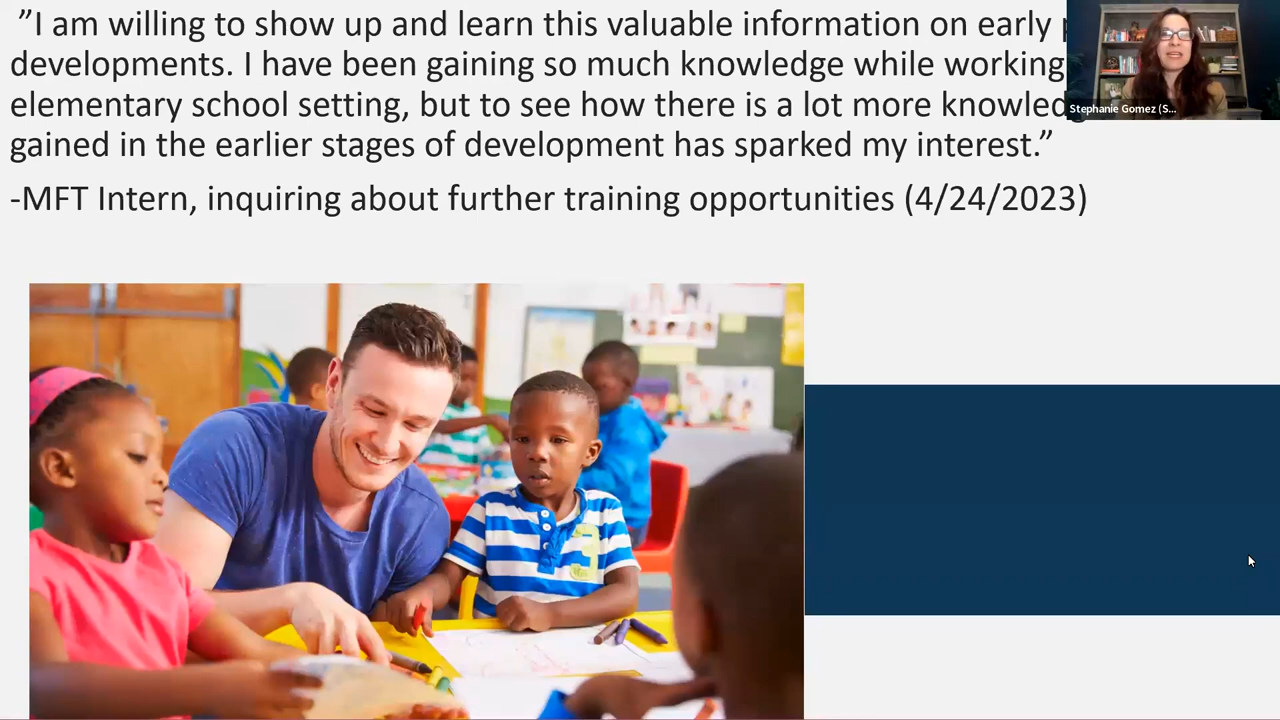 ”I am willing to show up and learn this valuable information on early
developments. I have been gaining so much knowledge while working
elementary school setting, but to see how there is a lot more
gained in the earlier stages of development has sparked my interest.”
-MFT Intern, inquiring about further training opportunities (4/24/2023)
Stephanie Gomez (S...
3